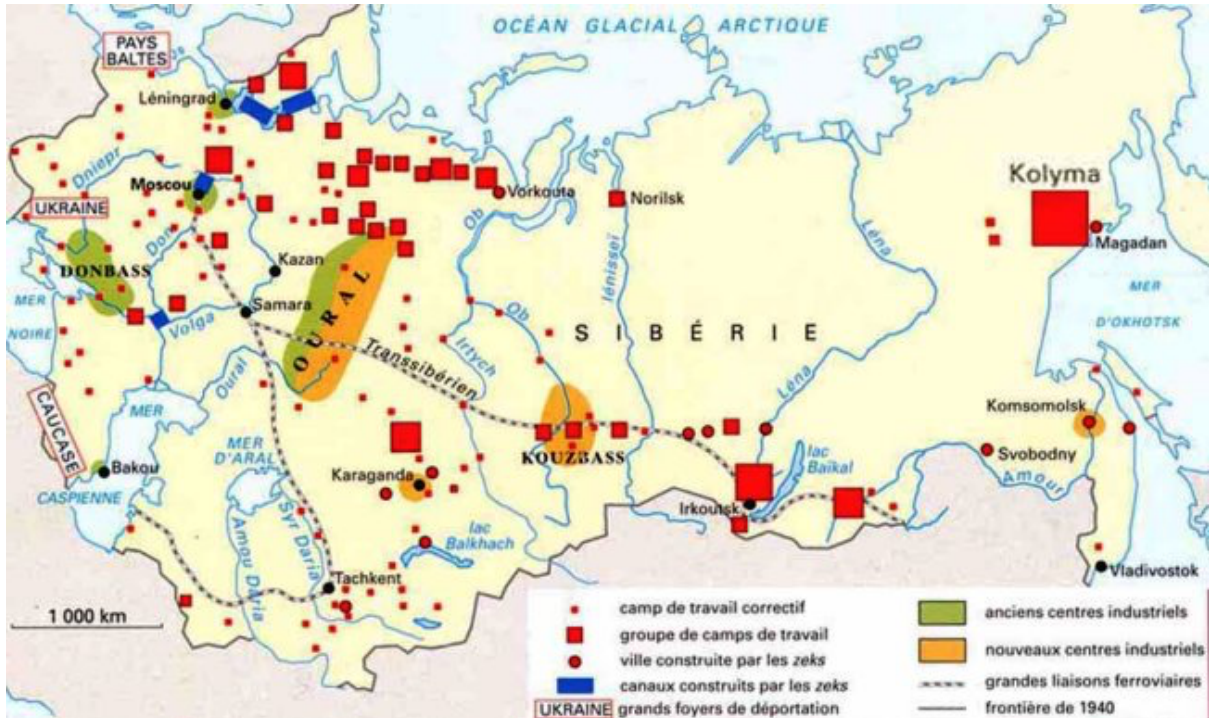 OCÉAN GLACIAL ARCTIQUE
PAYS
BALTES
Léningrad
Dniepr
Moscou
Vorkouta
Norilsk
Kolyma
Magadan
UKRAINE
Ob
Iénisseï
Léna
Don
Kazan
DONBASS
OURAL
MER
NOIRE
Samara
Volga
Ob
SIBÉRIE
MER
D'OKHOTSK
Transsibérien
Irtych
Oural
Léna
CAUCASE
MER
CASPIENNE
Bakou
MER
D'ARAL
Karaganda
KOUZBASS
lac
Baïkal
Komsomolsk
Svobodny
Amour
Irkoutsk
Syr Daria
Amou Daria
lac
Balkhach
Tachkent
Vladivostok
1 000 km
camp de travail correctif
groupe de camps de travail
ville construite par les zeks
canaux construits par les zeks
UKRAINE grands foyers de déportation
anciens centres industriels
nouveaux centres industriels
grandes liaisons ferroviaires
frontière de 1940